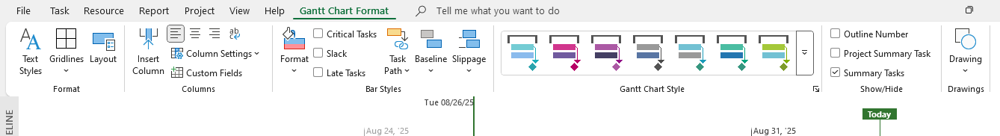 File Task Resource Report Project View Help Gantt Chart Format Tell me what you want to do
Text Styles
Gridlines
Layout
Format
Insert Column
ab
Column Settings
Custom Fields
Columns
Format
Critical Tasks
Slack
Late Tasks
Task Path
Baseline
Slippage
Bar Styles
Gantt Chart Style
Outline Number
Project Summary Task
Summary Tasks
Show/Hide
Drawing
Drawings
ELINE
Tue 08/26/25
Aug 24, '25
Aug 31, '25
Today